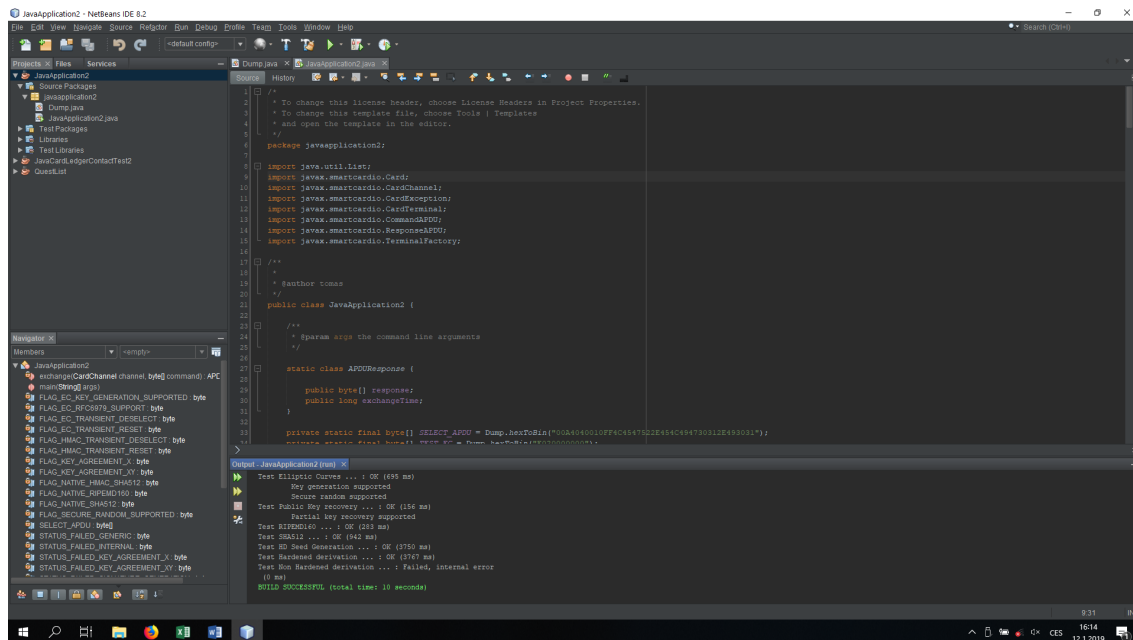 JavaApplication2 - NetBeans IDE 8.2
File Edit View Navigate Source Refactor Run Debug Profile Team Tools Window Help
Search (Ctrl+I)
<default config>
Projects Files Services
JavaApplication2
Source Packages
javaapplication2
Dump.java
JavaApplication2.java
Test Packages
Libraries
Test Libraries
JavaCardLedgerContactTest2
QuestList
Navigator
Members <empty>
JavaApplication2
exchange(CardChannel channel, byte[] command) : APD
main(String[] args)
FLAG_EC_KEY_GENERATION_SUPPORTED : byte
FLAG_EC_RFC6979_SUPPORT : byte
FLAG_EC_TRANSIENT_DESELECT : byte
FLAG_EC_TRANSIENT_RESET : byte
FLAG_HMAC_TRANSIENT_DESELECT : byte
FLAG_HMAC_TRANSIENT_RESET : byte
FLAG_KEY_AGREEMENT_X : byte
FLAG_KEY_AGREEMENT_XY : byte
FLAG_NATIVE_HMAC_SHA512 : byte
FLAG_NATIVE_RIPEMD160 : byte
FLAG_NATIVE_SHA512 : byte
FLAG_SECURE_RANDOM_SUPPORTED : byte
SELECT_APDU : byte[]
STATUS_FAILED_GENERIC : byte
STATUS_FAILED_INTERNAL : byte
STATUS_FAILED_KEY_AGREEMENT_X : byte
STATUS_FAILED_KEY_AGREEMENT_XY : byte
Dump.java JavaApplication2.java
Source History
1 /*
2 * To change this license header, choose License Headers in Project Properties.
3 * To change this template file, choose Tools | Templates
4 * and open the template in the editor.
5 */
6 package javaapplication2;
7
8 import java.util.List;
9 import javax.smartcardio.Card;
10 import javax.smartcardio.CardChannel;
11 import javax.smartcardio.CardException;
12 import javax.smartcardio.CardTerminal;
13 import javax.smartcardio.CommandAPDU;
14 import javax.smartcardio.ResponseAPDU;
15 import javax.smartcardio.TerminalFactory;
16
17 /**
18 *
19 * @author tomas
20 */
21 public class JavaApplication2 {
22
23 /**
24 * @param args the command line arguments
25 */
26
27 static class APDUResponse {
28
29 public byte[] response;
30 public long exchangeTime;
31 }
32
33 private static final byte[] SELECT_APDU = Dump.hexToBin("00A4040010FF4C4547522E454C494730312E493031");
Output - JavaApplication2 (run)
Test Elliptic Curves ... : OK (695 ms)
Key generation supported
Secure random supported
Test Public Key recovery ... : OK (156 ms)
Partial key recovery supported
Test RIPEMD160 ... : OK (283 ms)
Test SHA512 ... : OK (942 ms)
Test HD Seed Generation ... : OK (3750 ms)
Test Hardened derivation ... : OK (3767 ms)
Test Non Hardened derivation ... : Failed, internal error
(0 ms)
BUILD SUCCESSFUL (total time: 10 seconds)
9:31 IN
CES
16:14
12.1.2019